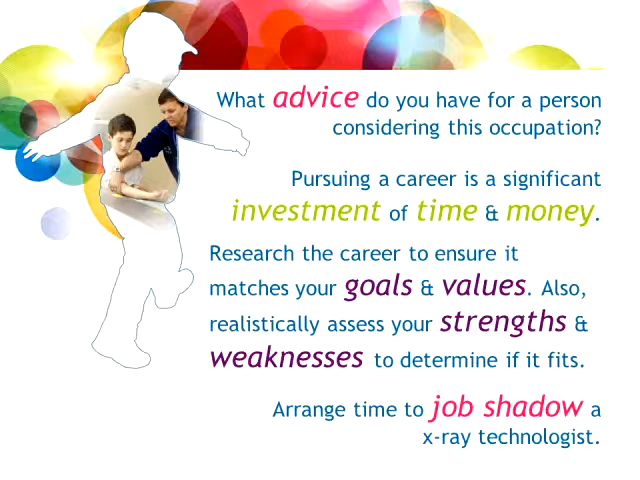 What advice do you have for a person
considering this occupation?
Pursuing a career is a significant
investment of time & money.
Research the career to ensure it
matches your goals & values. Also,
realistically assess your strengths &
weaknesses to determine if it fits.
Arrange time to job shadow a
x-ray technologist.